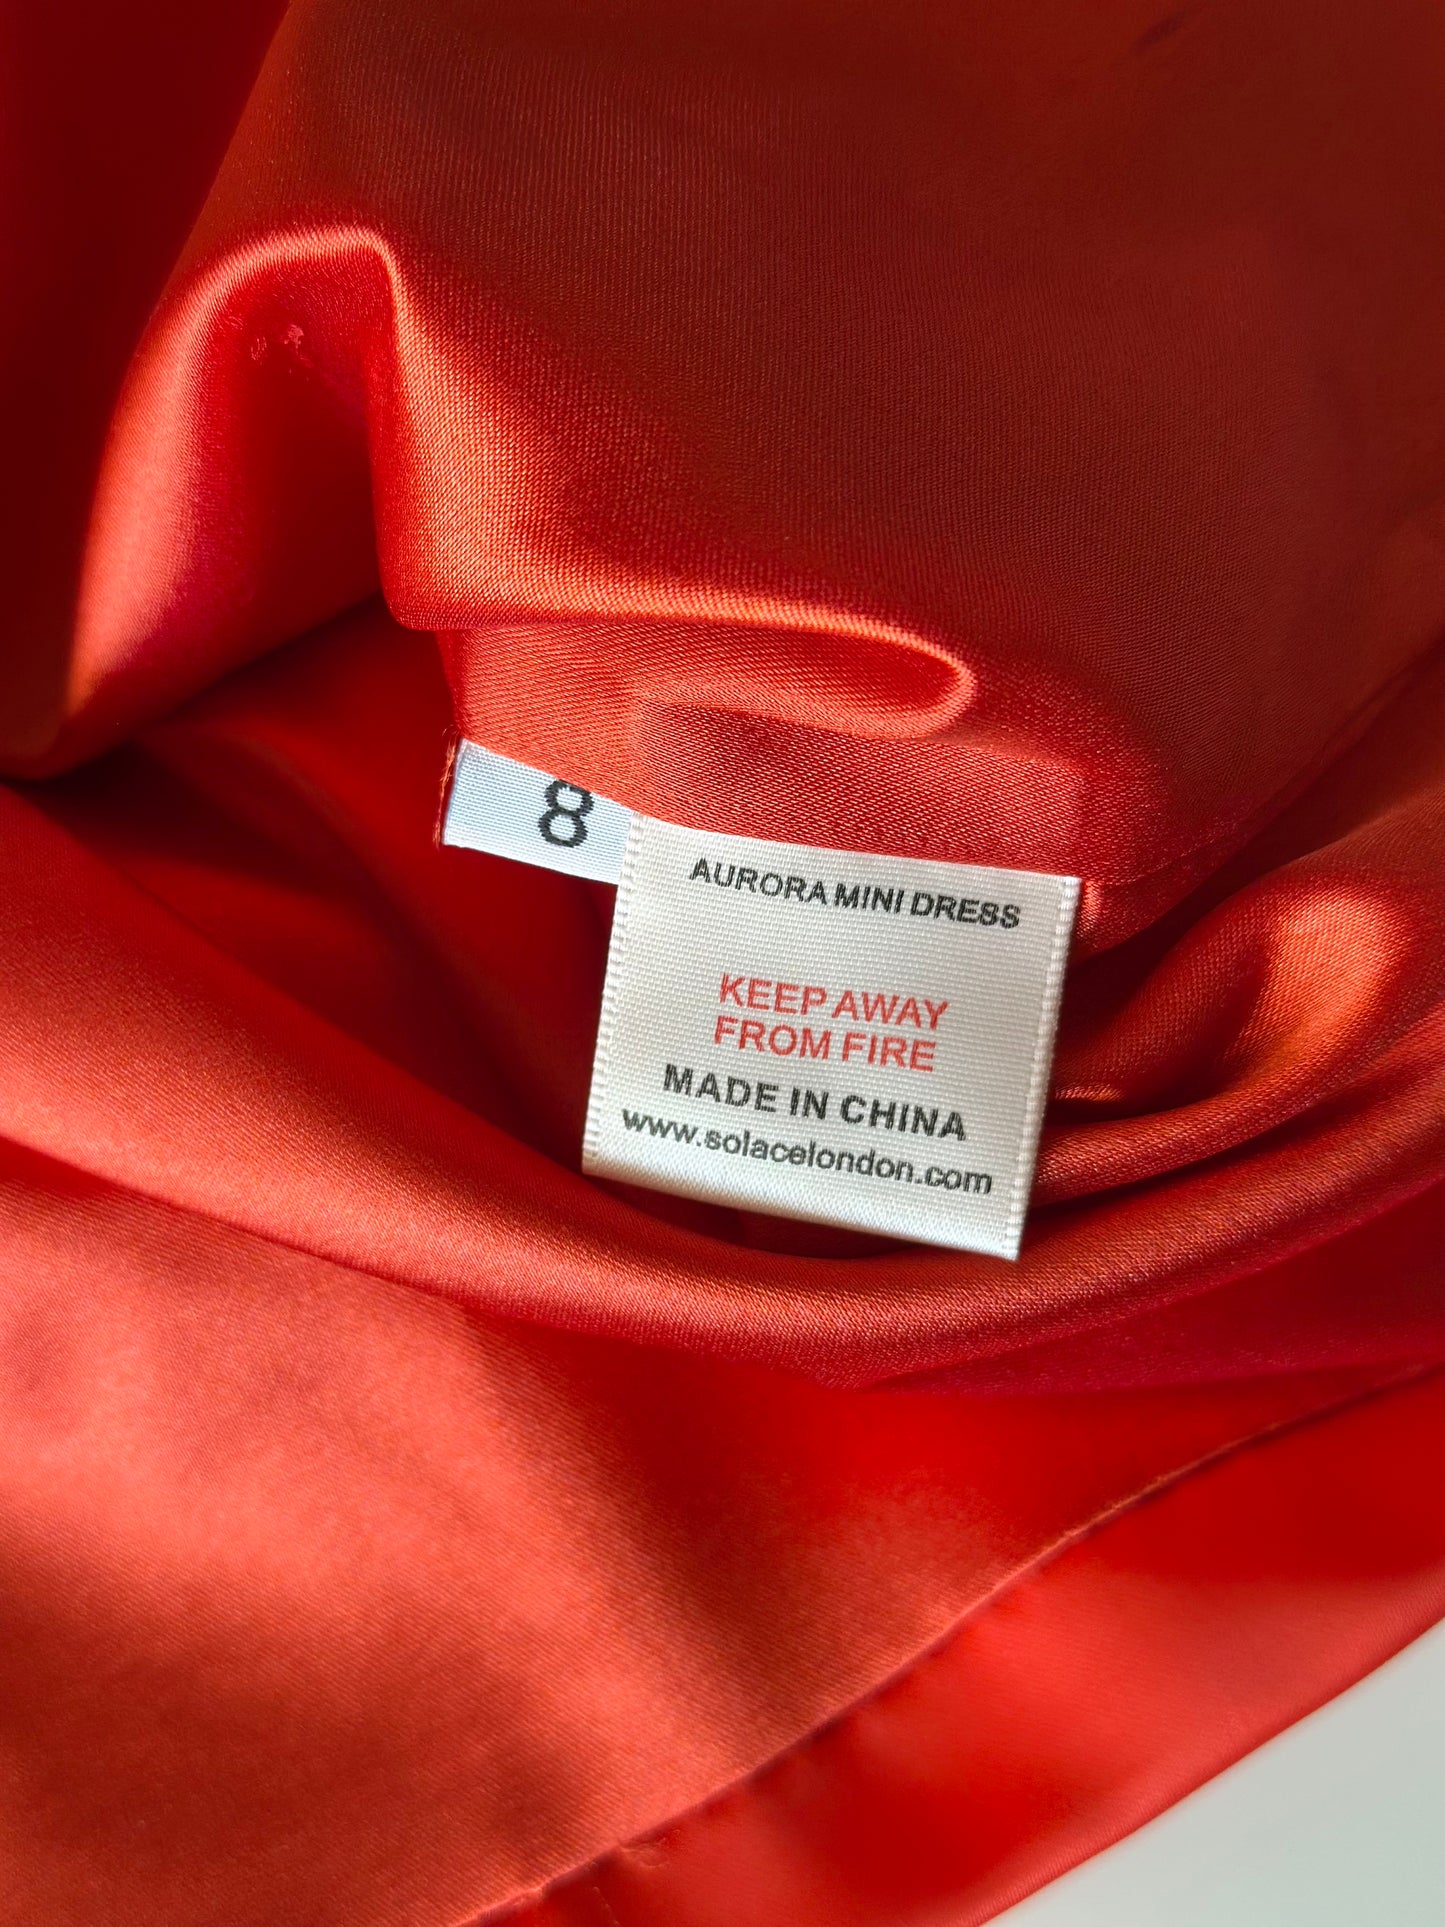 8
AURORA MINI DRESS
KEEP AWAY
FROM FIRE
MADE IN CHINA
www.solacelondon.com